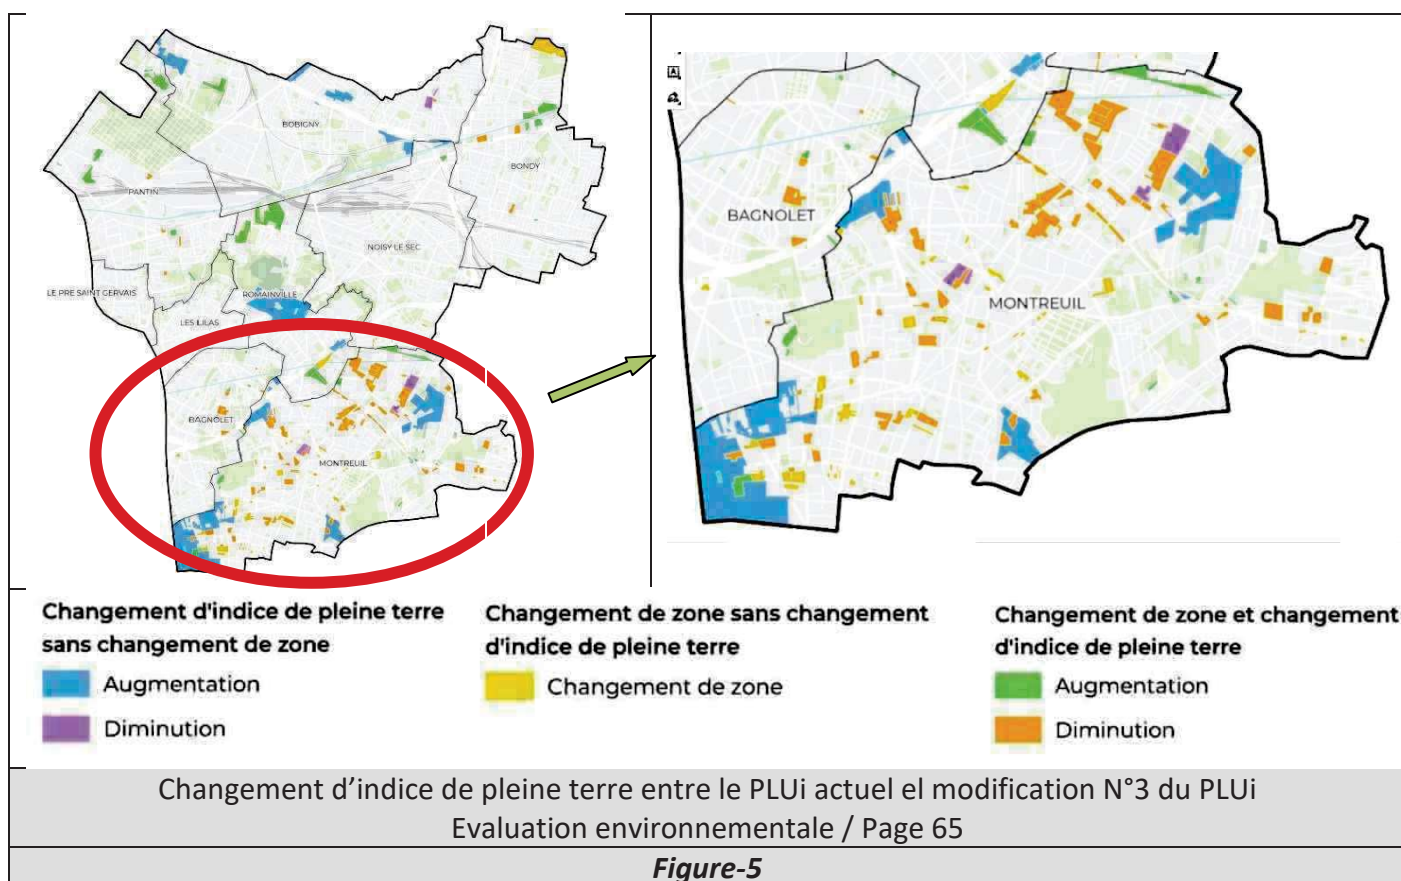 BOBIGNY
BONDY
PANTIN
NOISY LE SEC
LE PRE SAINT GERVAIS
ROMAINVILLE
LES LILAS
BAGNOLET
MONTREUIL
A
BAGNOLET
MONTREUIL
Changement d'indice de pleine terre
sans changement de zone
Augmentation
Diminution
Changement de zone sans changement
d'indice de pleine terre
Changement de zone
Changement de zone et changement
d'indice de pleine terre
Augmentation
Diminution
Changement d’indice de pleine terre entre le PLUi actuel el modification N°3 du PLUi
Evaluation environnementale / Page 65
Figure-5